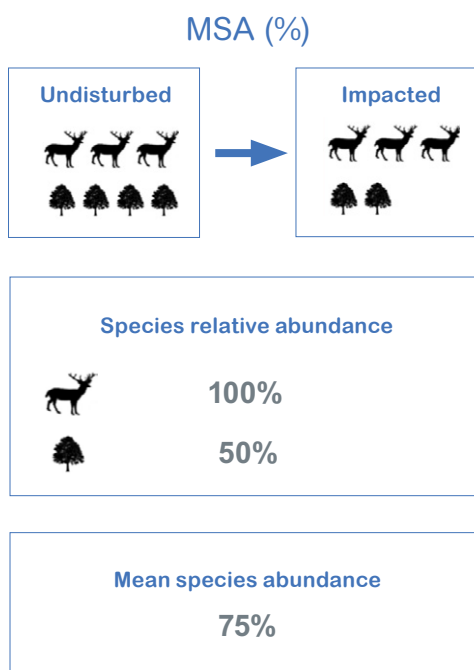 MSA (%)
Undisturbed
Impacted
Species relative abundance
100%
50%
Mean species abundance
75%